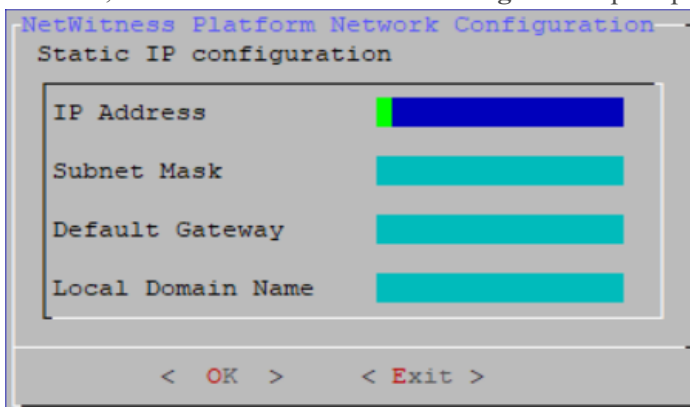 NetWitness Platform Network Configuration
Static IP configuration
IP Address
Subnet Mask
Default Gateway
Local Domain Name
< OK > < Exit >